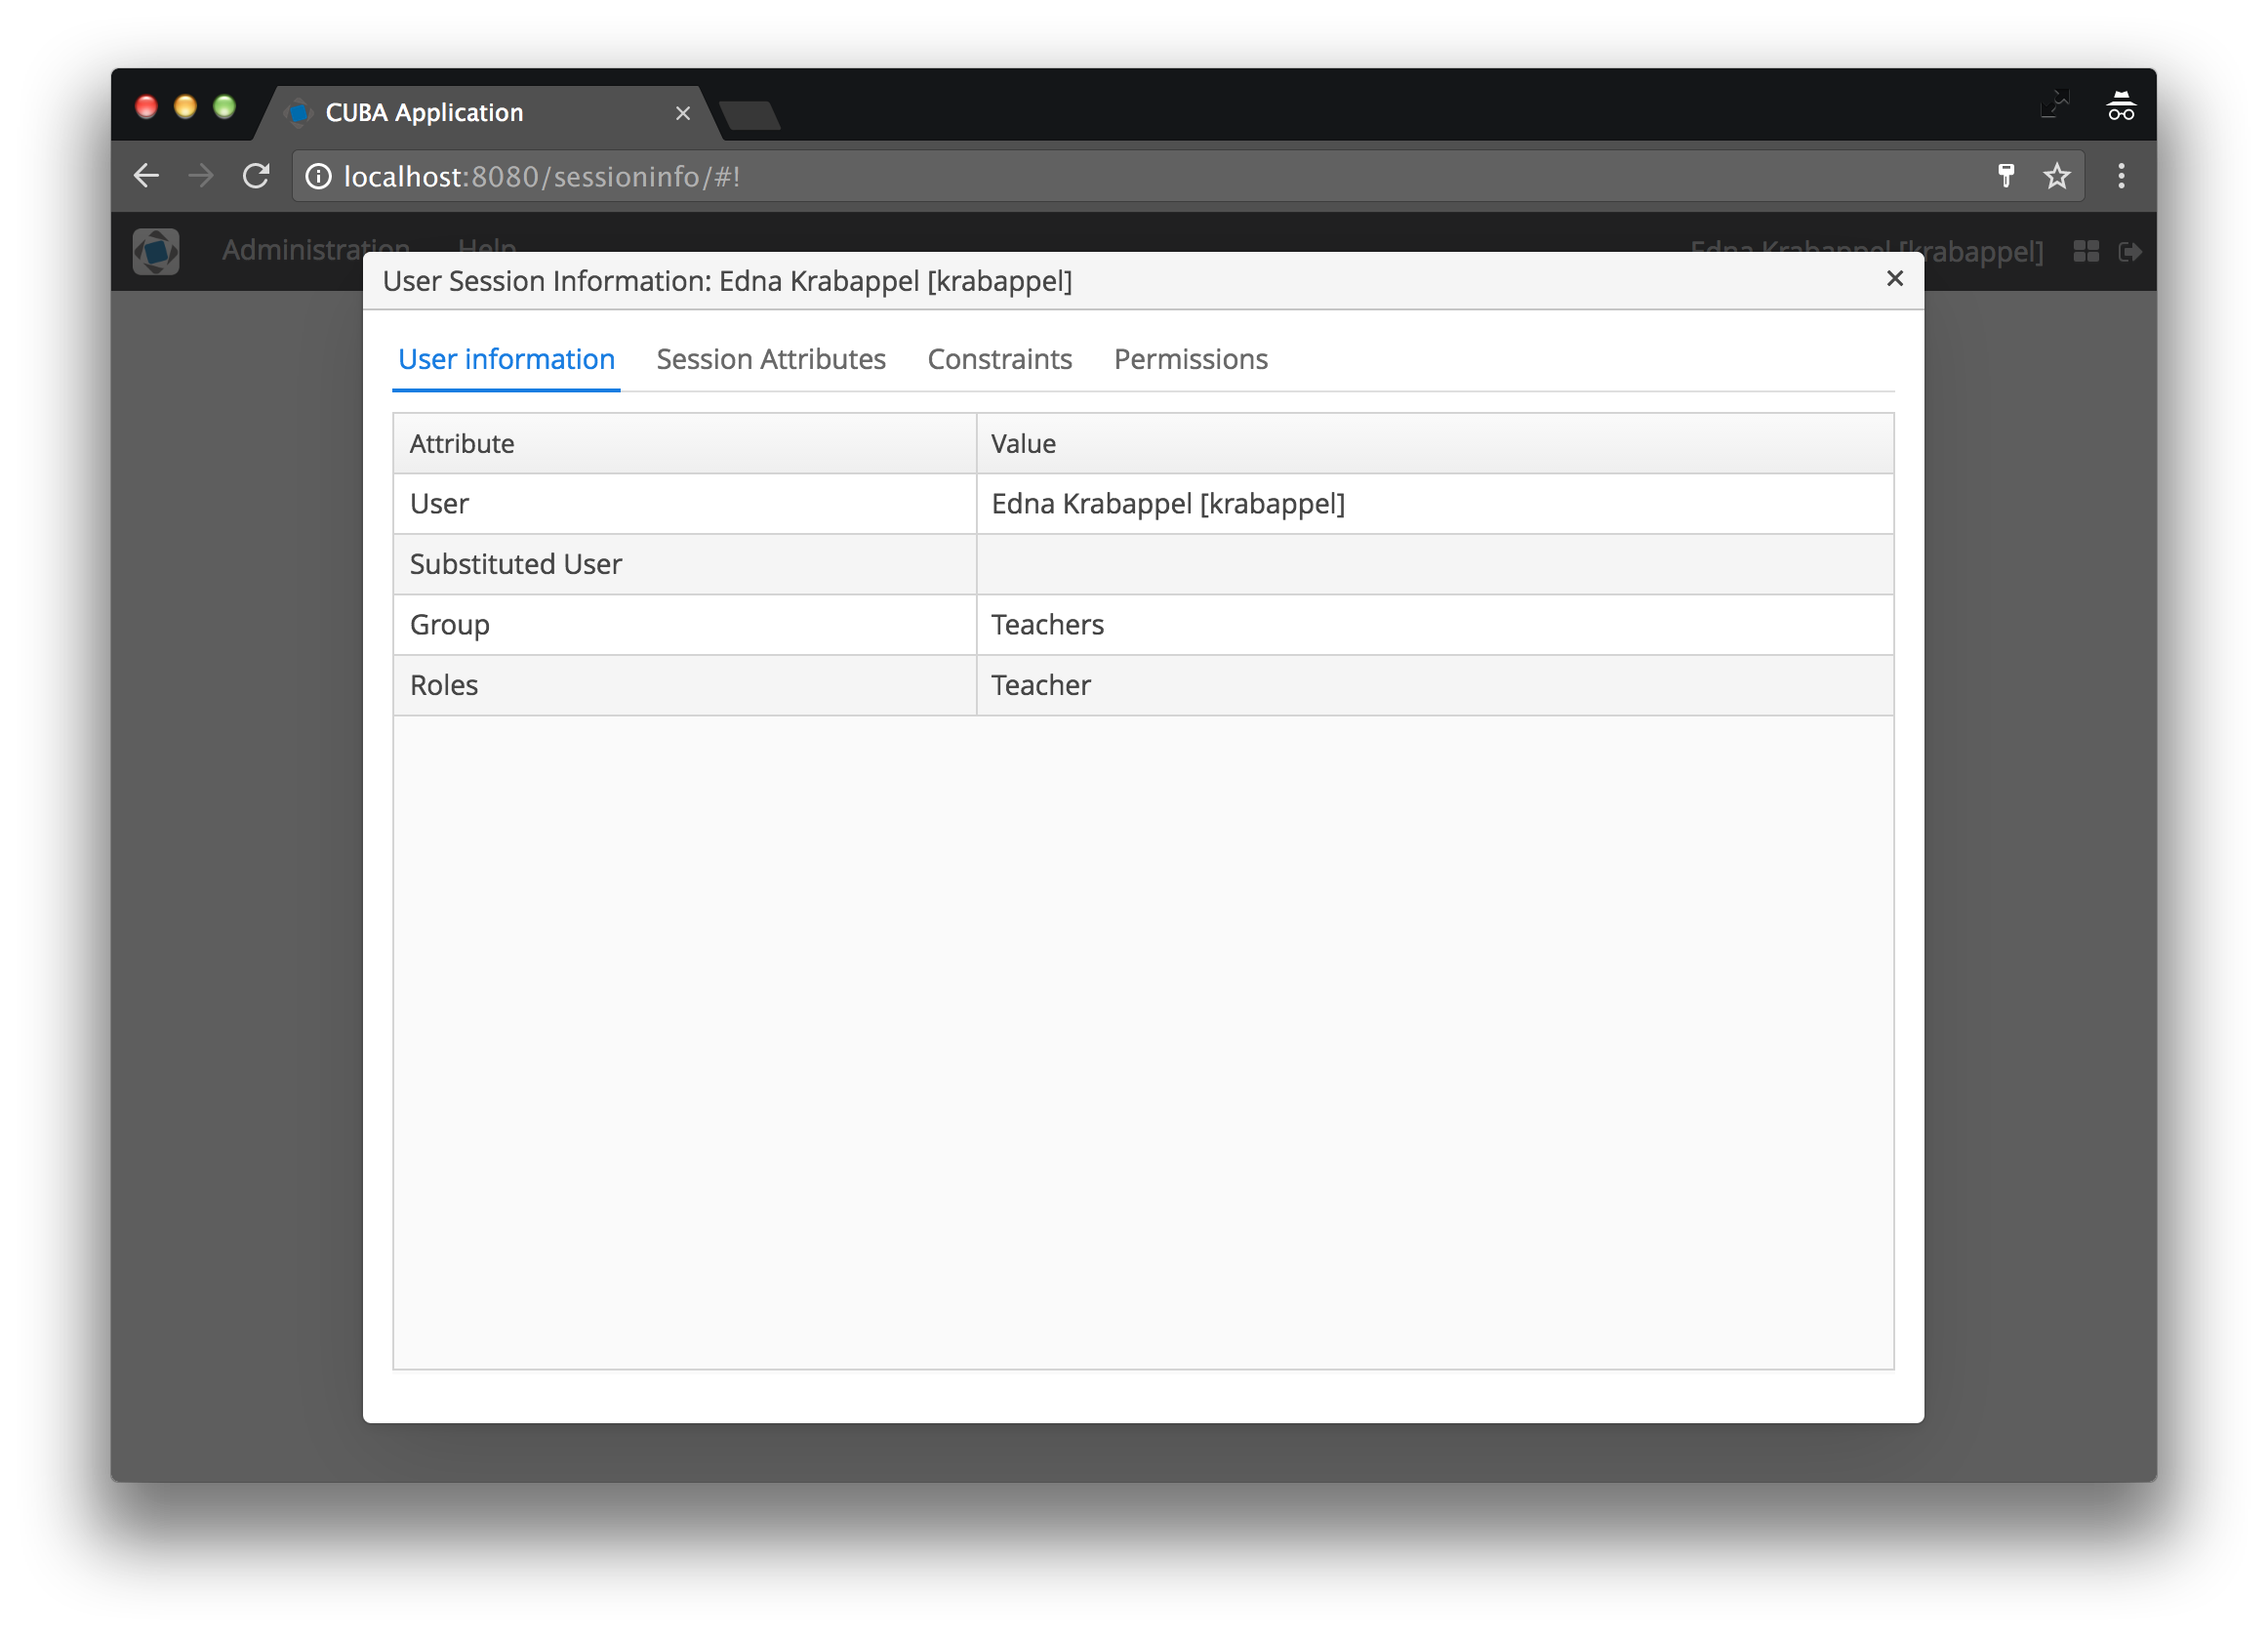 CUBA Application
localhost:8080/sessioninfo/#!
Administration Help Edna Krabappel [krabappel]
User Session Information: Edna Krabappel [krabappel]
User information Session Attributes Constraints Permissions
Attribute Value
User Edna Krabappel [krabappel]
Substituted User
Group Teachers
Roles Teacher